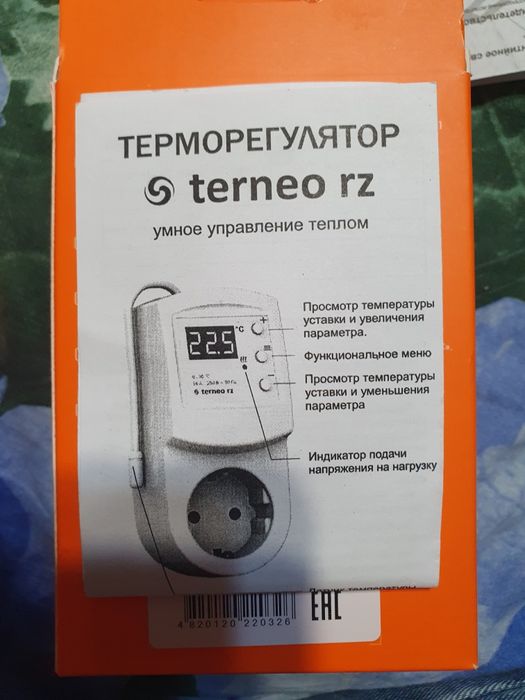 ТЕРМОРЕГУЛЯТОР
terneo rz
умное управление теплом
22.5 °C
+
Просмотр температуры
уставки и увеличения
параметра.
Функциональное меню
−
Просмотр температуры
уставки и уменьшения
параметра
terneo rz
Индикатор подачи
напряжения на нагрузку
температуры
4 820120 220326
EAC